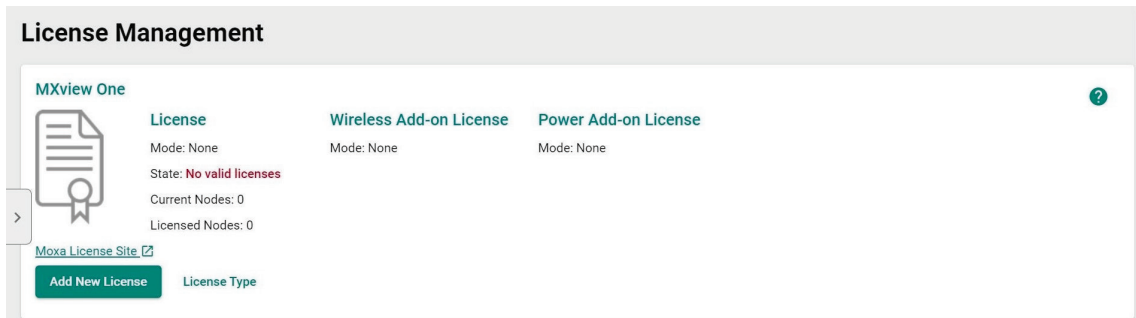 License Management
MXview One
License
Mode: None
State: No valid licenses
Current Nodes: 0
Licensed Nodes: 0
Wireless Add-on License
Mode: None
Power Add-on License
Mode: None
Moxa License Site
Add New License
License Type